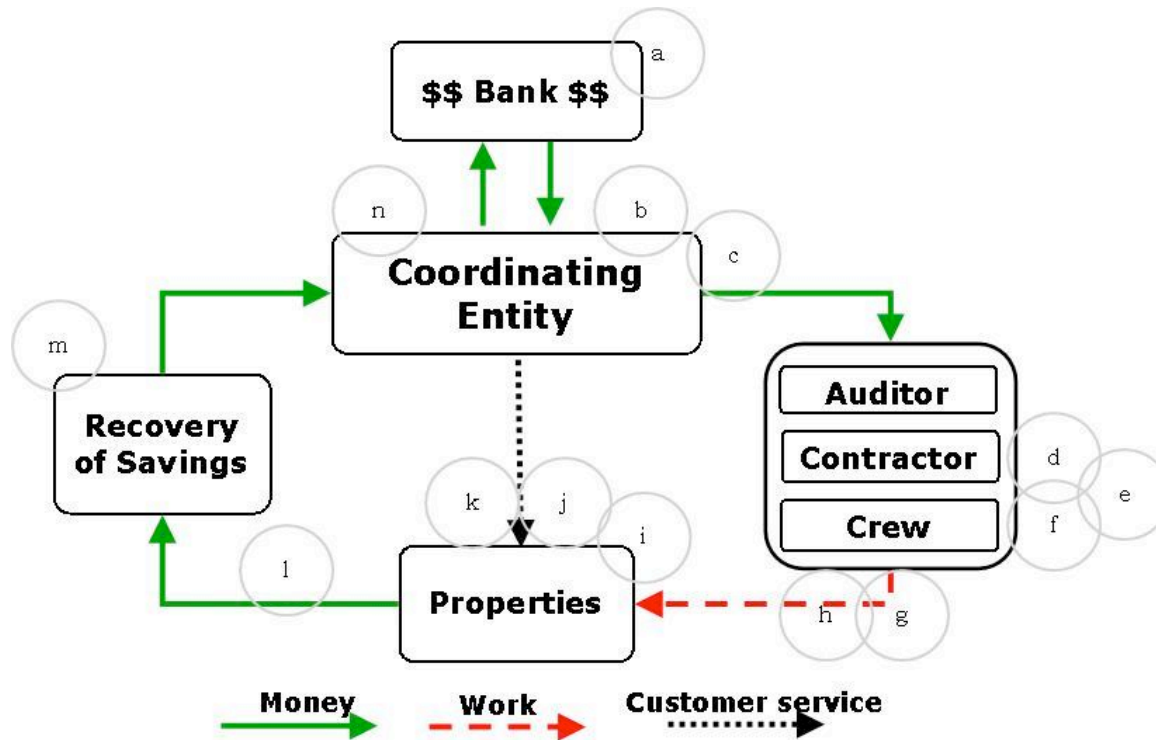 a
$$ Bank $$
n
b
c
Coordinating
Entity
m
Recovery
of Savings
Auditor
Contractor
Crew
d
e
f
k
j
i
l
Properties
h
g
Money
Work
Customer service